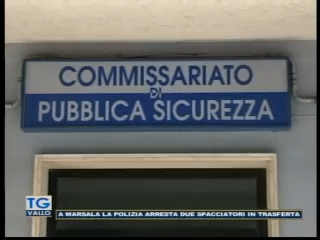 COMMISSARIATO
DI
PUBBLICA SICUREZZA
TG
VALLO
A MARSALA LA POLIZIA ARRESTA DUE SPACCIATORI IN TRASFERTA